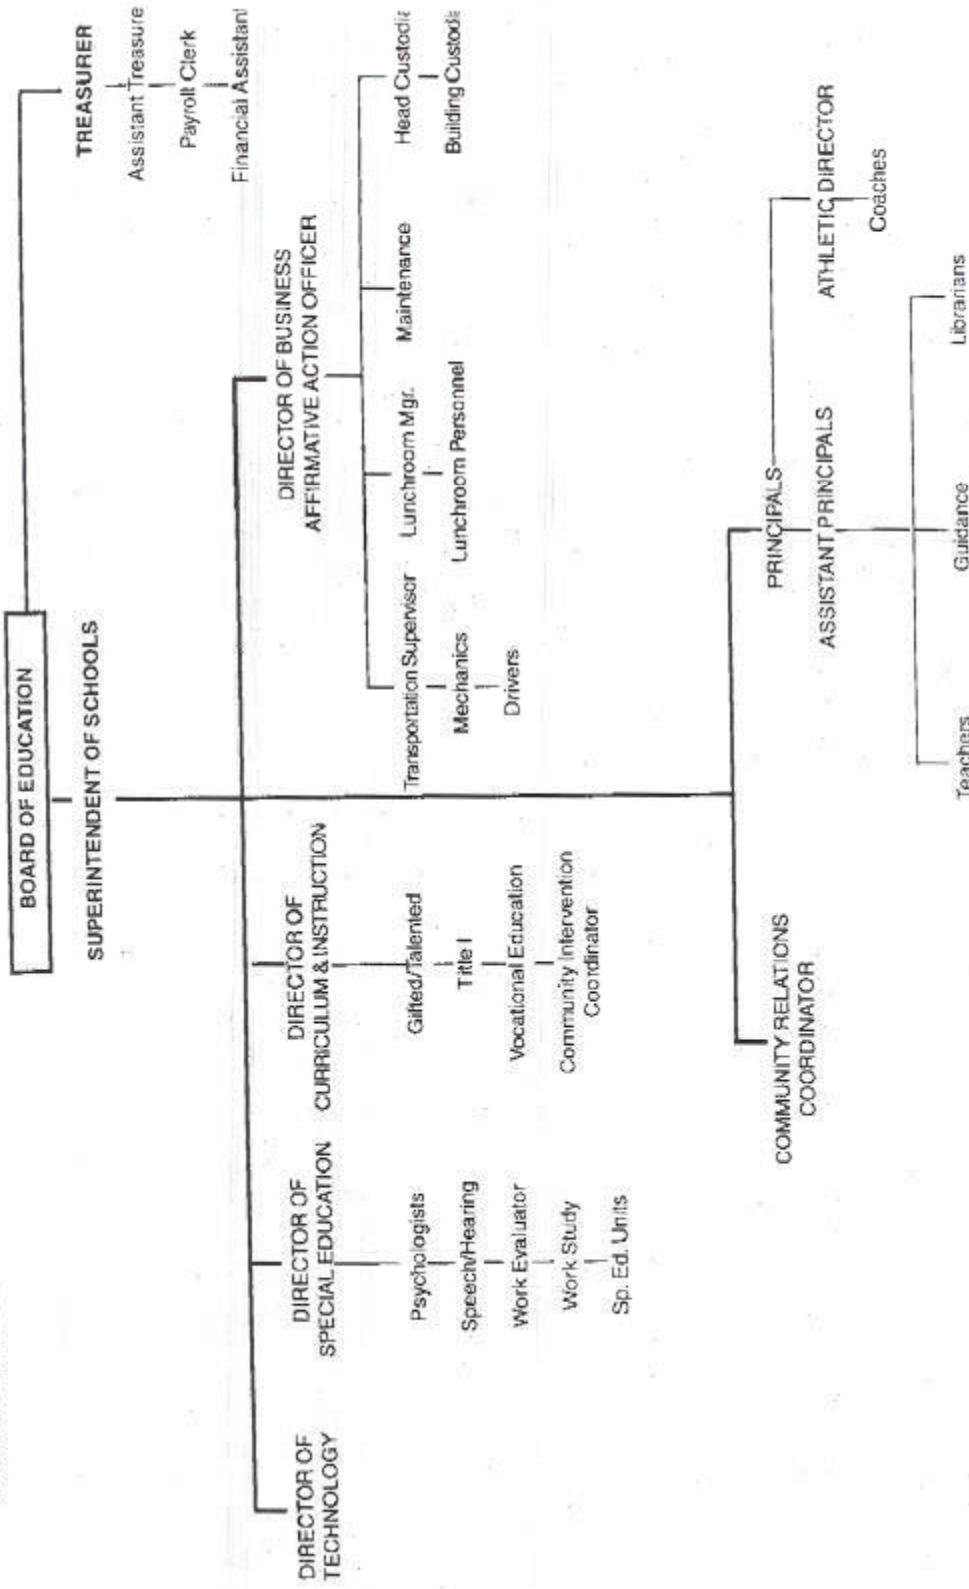 BOARD OF EDUCATION
SUPERINTENDENT OF SCHOOLS
TREASURER
Assistant Treasure
Payroll Clerk
Financial Assistant
DIRECTOR OF
TECHNOLOGY
DIRECTOR OF
SPECIAL EDUCATION
Psychologists
Speech/Hearing
Work Evaluator
Work Study
Sp. Ed. Units
DIRECTOR OF
CURRICULUM & INSTRUCTION
Gifted/Talented
Title I
Vocational Education
Community Intervention
Coordinator
DIRECTOR OF BUSINESS
AFFIRMATIVE ACTION OFFICER
Transportation Supervisor
Mechanics
Drivers
Lunchroom Mgr.
Lunchroom Personnel
Maintenance
Head Custodia
Building Custodia
COMMUNITY RELATIONS
COORDINATOR
PRINCIPALS
ASSISTANT PRINCIPALS
ATHLETIC DIRECTOR
Coaches
Teachers
Guidance
Librarians